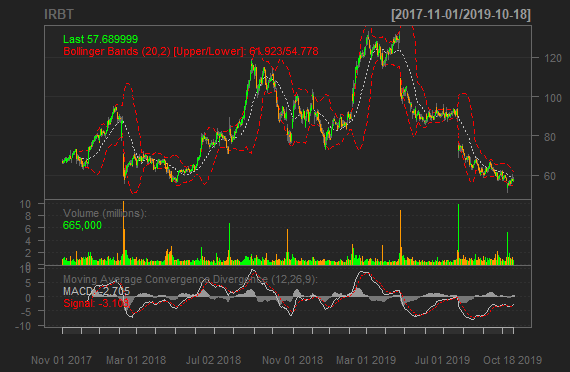 IRBT [2017-11-01/2019-10-18]
Last 57.689999
Bollinger Bands (20,2) [Upper/Lower]: 61.923/54.778
120
100
80
60
Volume (millions):
665,000
10
8
6
4
2
0
Moving Average Convergence Divergence (12,26,9):
MACD: -2.705
Signal: -3.109
10
5
0
-5
-10
Nov 01 2017 Mar 01 2018 Jul 02 2018 Nov 01 2018 Mar 01 2019 Jul 01 2019 Oct 18 2019